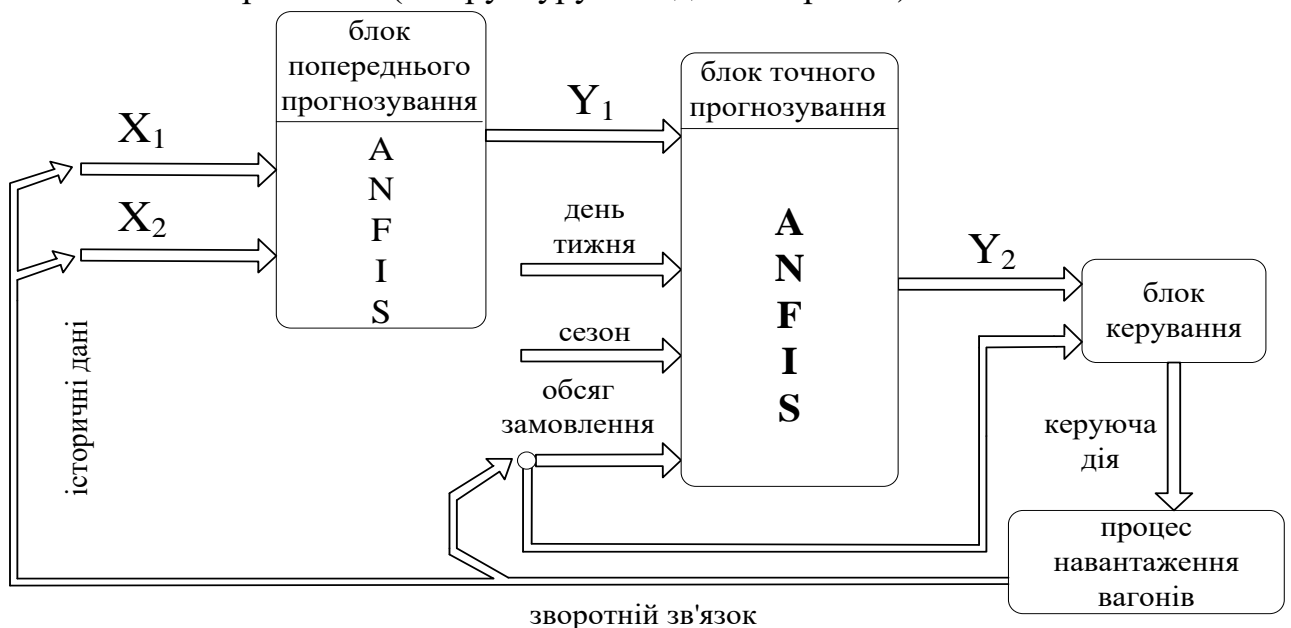 блок
попереднього
прогнозування
A
N
F
I
S
X1
X2
Y1
блок точного
прогнозування
A
N
F
I
S
день
тижня
сезон
обсяг
замовлення
Y2
блок
керування
керуюча
дія
процес
навантаження
вагонів
історичні дані
зворотній зв'язок